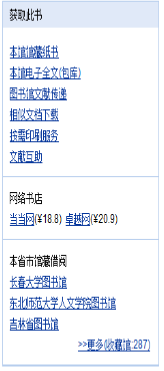 获取此书
本馆馆藏纸书
本馆电子全文(包库)
图书馆文献传递
相似文档下载
按需印刷服务
文献互助
网络书店
当当网(¥18.8) 卓越网(¥20.9)
本省市馆藏借阅
长春大学图书馆
东北师范大学人文学院图书馆
吉林省图书馆
>>更多(收藏馆:287)